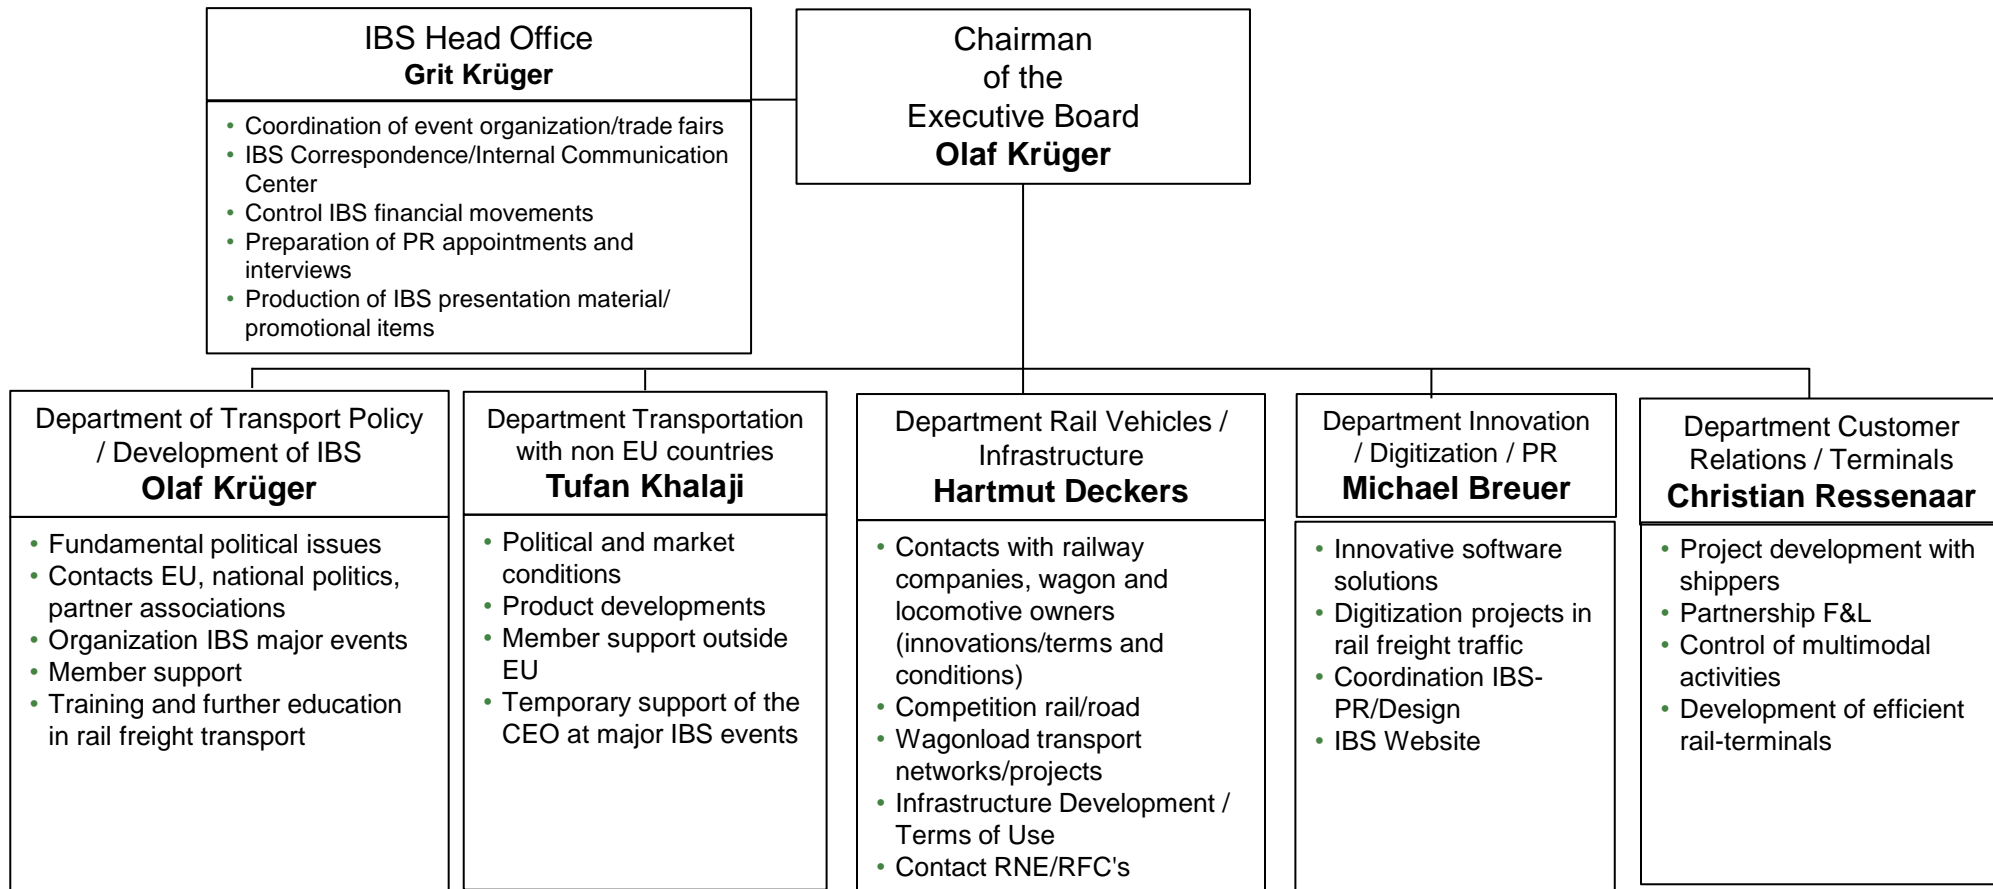 IBS Head Office
Grit Krüger
• Coordination of event organization/trade fairs
• IBS Correspondence/Internal Communication
Center
• Control IBS financial movements
• Preparation of PR appointments and
interviews
• Production of IBS presentation material/
promotional items
Chairman
of the
Executive Board
Olaf Krüger
Department of Transport Policy
/ Development of IBS
Olaf Krüger
• Fundamental political issues
• Contacts EU, national politics,
partner associations
• Organization IBS major events
• Member support
• Training and further education
in rail freight transport
Department Transportation
with non EU countries
Tufan Khalaji
• Political and market
conditions
• Product developments
• Member support outside
EU
• Temporary support of the
CEO at major IBS events
Department Rail Vehicles /
Infrastructure
Hartmut Deckers
• Contacts with railway
companies, wagon and
locomotive owners
(innovations/terms and
conditions)
• Competition rail/road
• Wagonload transport
networks/projects
• Infrastructure Development /
Terms of Use
• Contact RNE/RFC's
Department Innovation
/ Digitization / PR
Michael Breuer
• Innovative software
solutions
• Digitization projects in
rail freight traffic
• Coordination IBS-
PR/Design
• IBS Website
Department Customer
Relations / Terminals
Christian Ressenaar
• Project development with
shippers
• Partnership F&L
• Control of multimodal
activities
• Development of efficient
rail-terminals